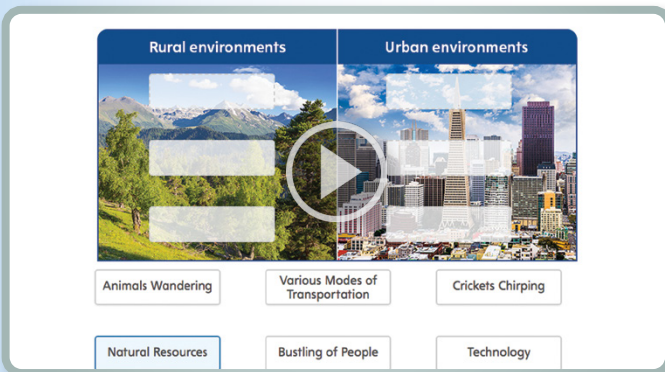 Rural environments
Urban environments
Animals Wandering
Various Modes of
Transportation
Crickets Chirping
Natural Resources
Bustling of People
Technology